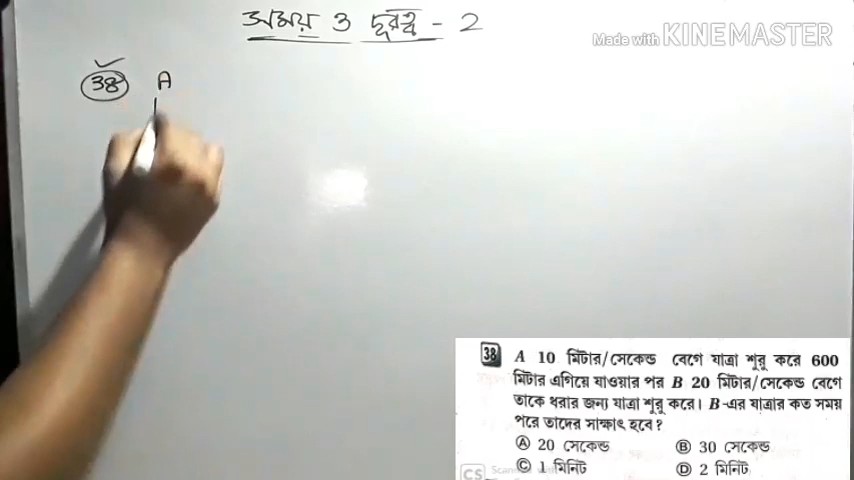 সময় ও দূরত্ব - 2
Made with KINEMASTER
38 A
38 A 10 মিটার/সেকেন্ড বেগে যাত্রা শুরু করে 600
মিটার এগিয়ে যাওয়ার পর B 20 মিটার/সেকেন্ড বেগে
তাকে ধরার জন্য যাত্রা শুরু করে। B-এর যাত্রার কত সময়
পরে তাদের সাক্ষাৎ হবে?
A 20 সেকেন্ড B 30 সেকেন্ড
C 1 মিনিট D 2 মিনিট
CS